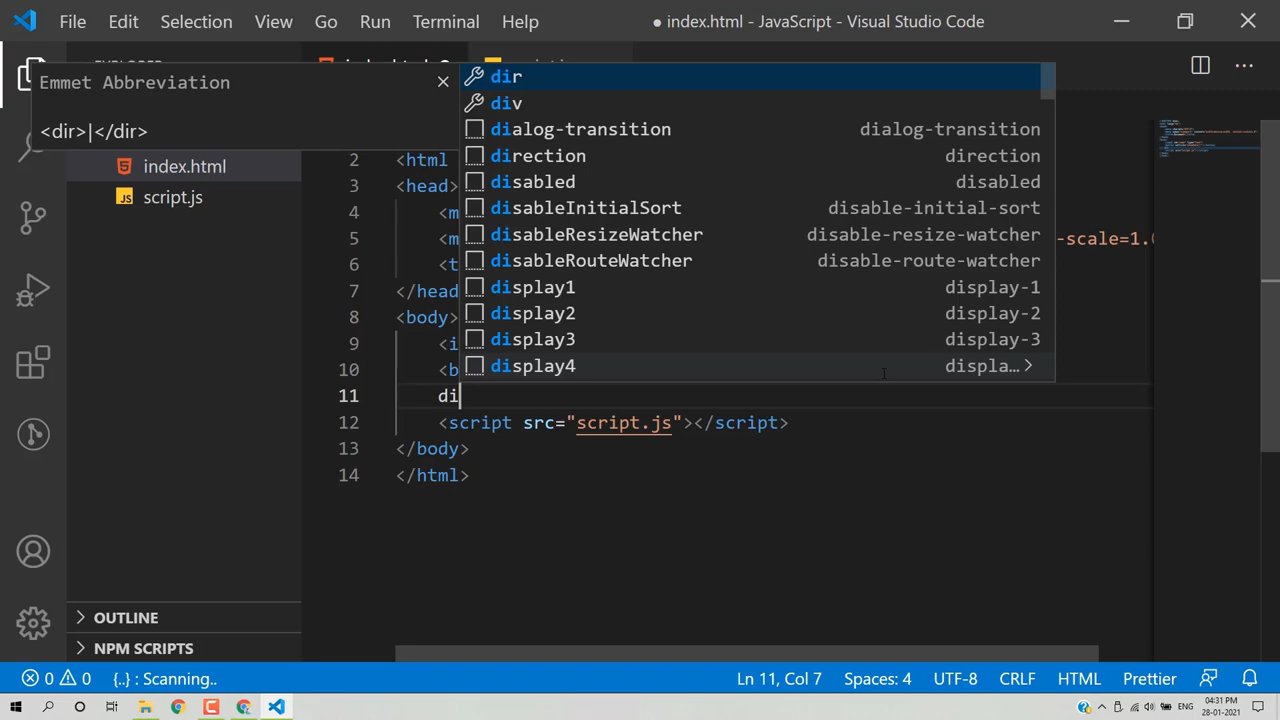 File Edit Selection View Go Run Terminal Help ● index.html - JavaScript - Visual Studio Code
Emmet Abbreviation
<dir>|</dir>
index.html
JS script.js
dir
div
dialog-transition dialog-transition
direction direction
disabled disabled
disableInitialSort disable-initial-sort
disableResizeWatcher disable-resize-watcher
disableRouteWatcher disable-route-watcher
display1 display-1
display2 display-2
display3 display-3
display4 displa…
2 <html
3 <head>
4 <m
5 <m -scale=1.0
6 <t
7 </head
8 <body>
9 <i
10 <b
11 di
12 <script src="script.js"></script>
13 </body>
14 </html>
OUTLINE
NPM SCRIPTS
0 0 {..} : Scanning.. Ln 11, Col 7 Spaces: 4 UTF-8 CRLF HTML Prettier
ENG 04:31 PM
28-01-2021